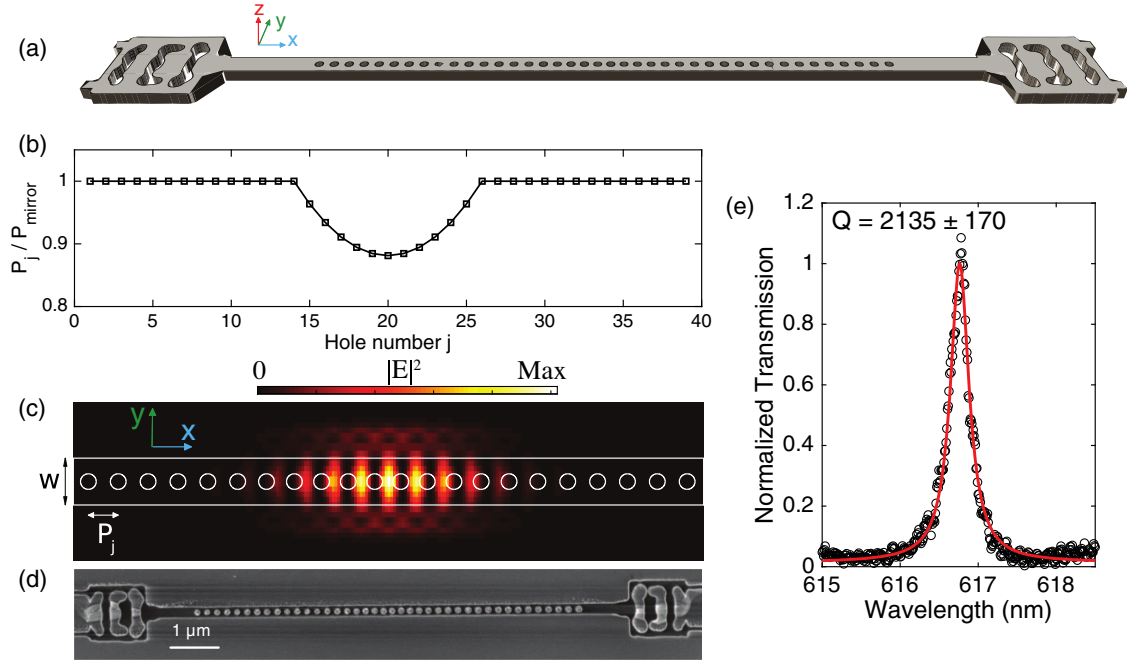 (a)
z
y
x
(b)
P_j / P_mirror
1
0.9
0.8
0 5 10 15 20 25 30 35 40
Hole number j
0 |E|² Max
(c)
y
x
w
P_j
(d)
1 μm
(e)
Q = 2135 ± 170
Normalized Transmission
1.2
1
0.8
0.6
0.4
0.2
0
615 616 617 618
Wavelength (nm)